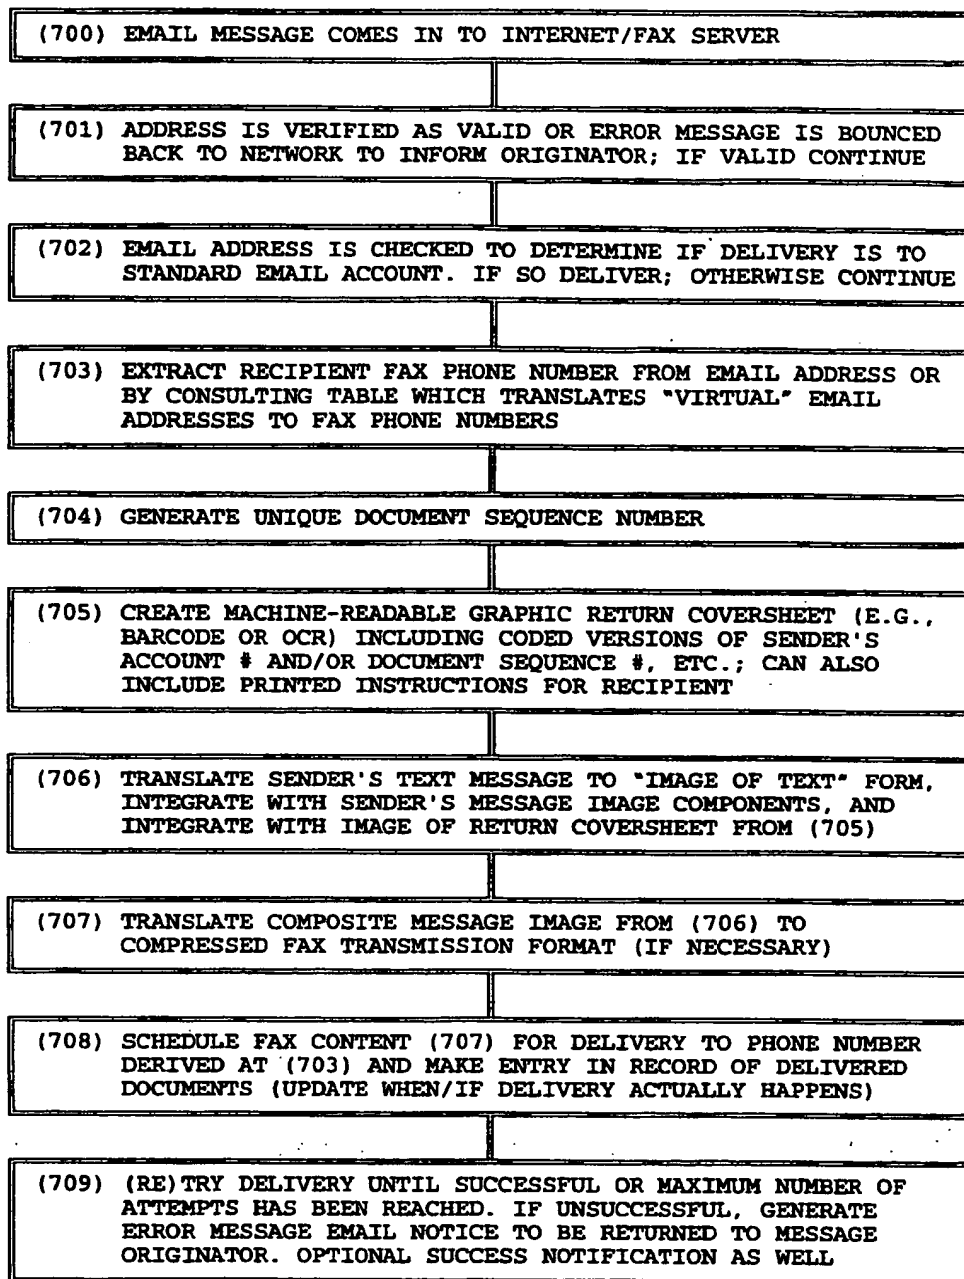 (700) EMAIL MESSAGE COMES IN TO INTERNET/FAX SERVER
(701) ADDRESS IS VERIFIED AS VALID OR ERROR MESSAGE IS BOUNCED
BACK TO NETWORK TO INFORM ORIGINATOR; IF VALID CONTINUE
(702) EMAIL ADDRESS IS CHECKED TO DETERMINE IF DELIVERY IS TO
STANDARD EMAIL ACCOUNT. IF SO DELIVER; OTHERWISE CONTINUE
(703) EXTRACT RECIPIENT FAX PHONE NUMBER FROM EMAIL ADDRESS OR
BY CONSULTING TABLE WHICH TRANSLATES "VIRTUAL" EMAIL
ADDRESSES TO FAX PHONE NUMBERS
(704) GENERATE UNIQUE DOCUMENT SEQUENCE NUMBER
(705) CREATE MACHINE-READABLE GRAPHIC RETURN COVERSHEET (E.G.,
BARCODE OR OCR) INCLUDING CODED VERSIONS OF SENDER'S
ACCOUNT # AND/OR DOCUMENT SEQUENCE #, ETC.; CAN ALSO
INCLUDE PRINTED INSTRUCTIONS FOR RECIPIENT
(706) TRANSLATE SENDER'S TEXT MESSAGE TO "IMAGE OF TEXT" FORM,
INTEGRATE WITH SENDER'S MESSAGE IMAGE COMPONENTS, AND
INTEGRATE WITH IMAGE OF RETURN COVERSHEET FROM (705)
(707) TRANSLATE COMPOSITE MESSAGE IMAGE FROM (706) TO
COMPRESSED FAX TRANSMISSION FORMAT (IF NECESSARY)
(708) SCHEDULE FAX CONTENT (707) FOR DELIVERY TO PHONE NUMBER
DERIVED AT (703) AND MAKE ENTRY IN RECORD OF DELIVERED
DOCUMENTS (UPDATE WHEN/IF DELIVERY ACTUALLY HAPPENS)
(709) (RE)TRY DELIVERY UNTIL SUCCESSFUL OR MAXIMUM NUMBER OF
ATTEMPTS HAS BEEN REACHED. IF UNSUCCESSFUL, GENERATE
ERROR MESSAGE EMAIL NOTICE TO BE RETURNED TO MESSAGE
ORIGINATOR. OPTIONAL SUCCESS NOTIFICATION AS WELL